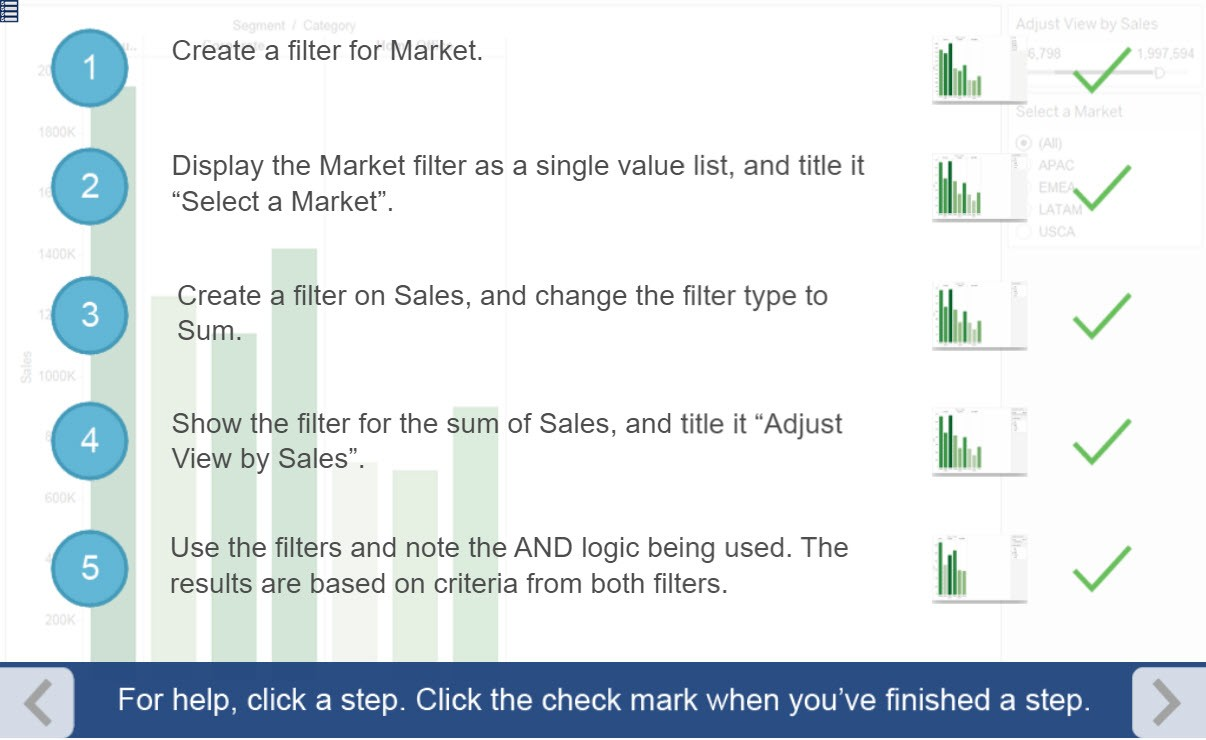 Segment / Category
Adjust View by Sales
1
Create a filter for Market.
6,798
1,997,594
Select a Market
1800K
(All)
2
Display the Market filter as a single value list, and title it
“Select a Market”.
APAC
EMEA
LATAM
USCA
1400K
3
Create a filter on Sales, and change the filter type to
Sum.
Sales
1000K
4
Show the filter for the sum of Sales, and title it “Adjust
View by Sales”.
600K
5
Use the filters and note the AND logic being used. The
results are based on criteria from both filters.
200K
For help, click a step. Click the check mark when you’ve finished a step.